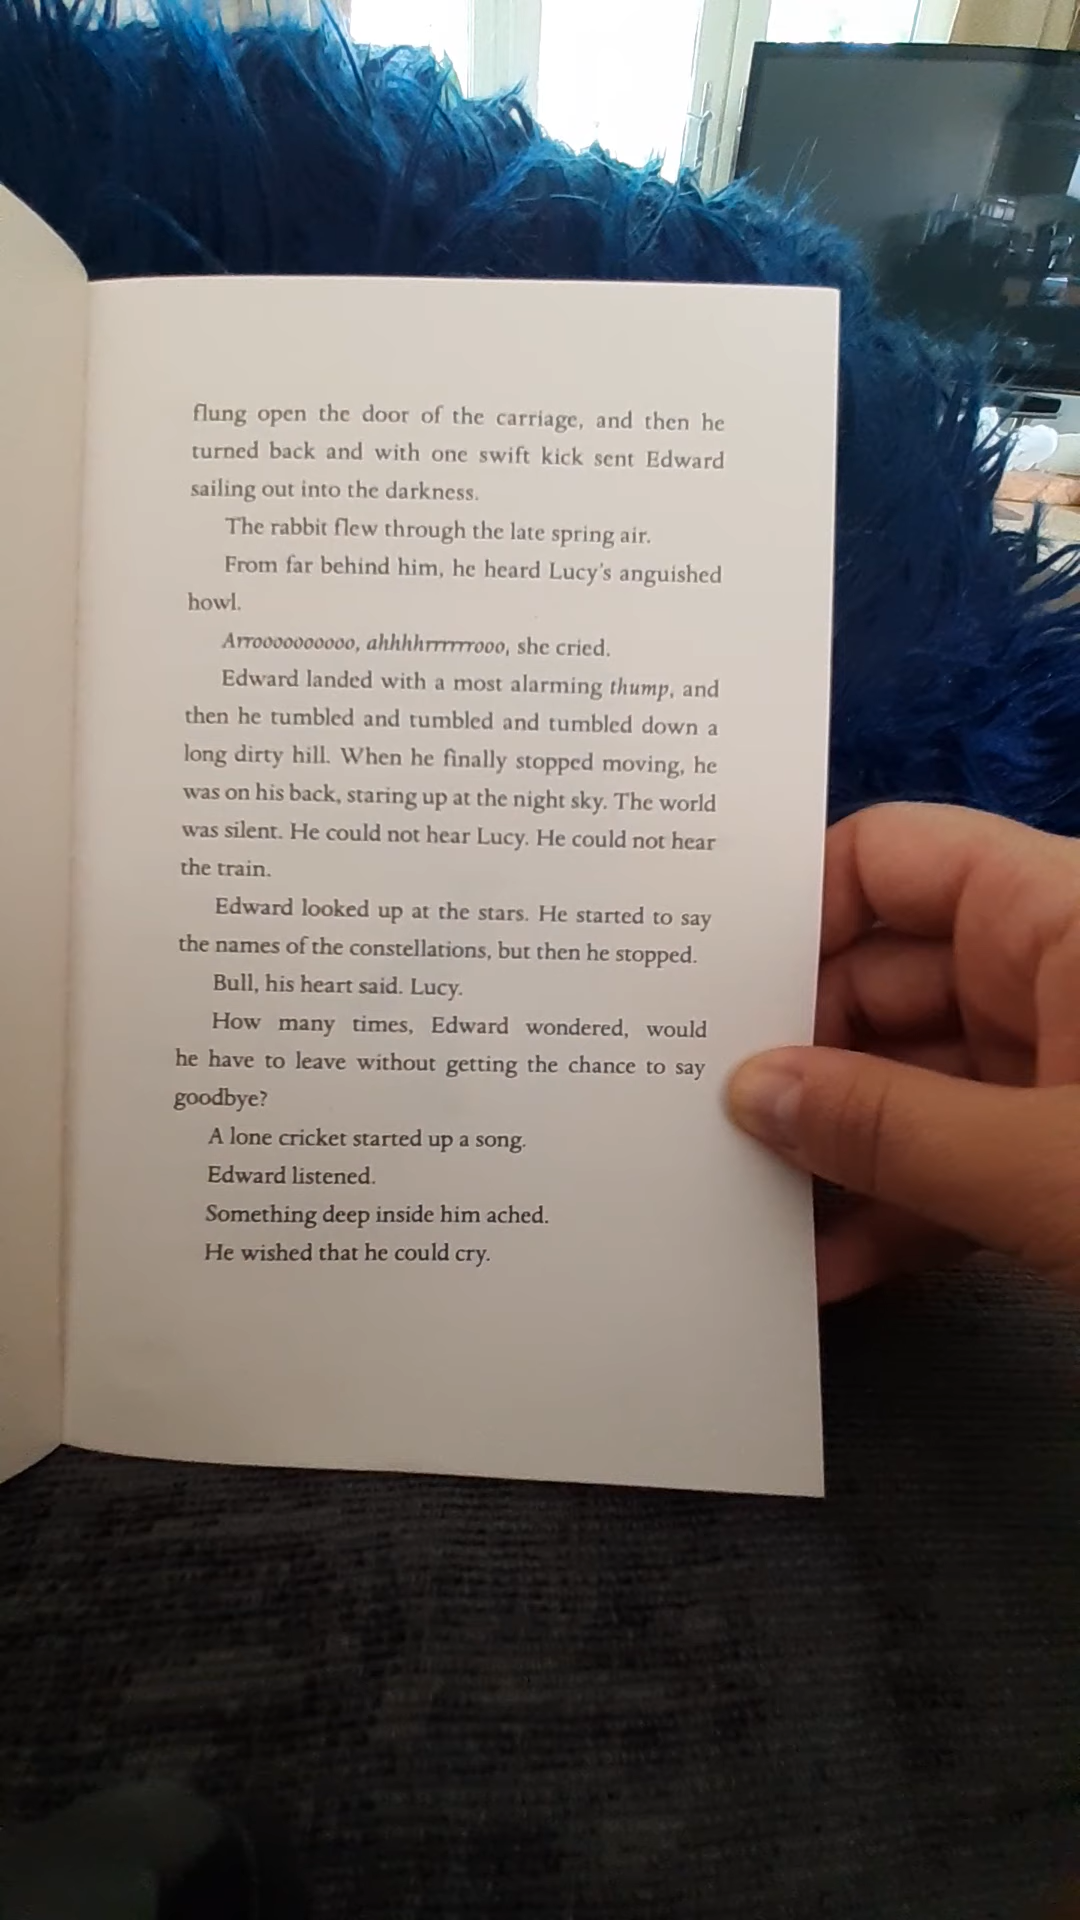 flung open the door of the carriage, and then he
turned back and with one swift kick sent Edward
sailing out into the darkness.
The rabbit flew through the late spring air.
From far behind him, he heard Lucy's anguished
howl.
Arroooooooooo, ahhhhrrrrrrooo, she cried.
Edward landed with a most alarming thump, and
then he tumbled and tumbled and tumbled down a
long dirty hill. When he finally stopped moving, he
was on his back, staring up at the night sky. The world
was silent. He could not hear Lucy. He could not hear
the train.
Edward looked up at the stars. He started to say
the names of the constellations, but then he stopped.
Bull, his heart said. Lucy.
How many times, Edward wondered, would
he have to leave without getting the chance to say
goodbye?
A lone cricket started up a song.
Edward listened.
Something deep inside him ached.
He wished that he could cry.